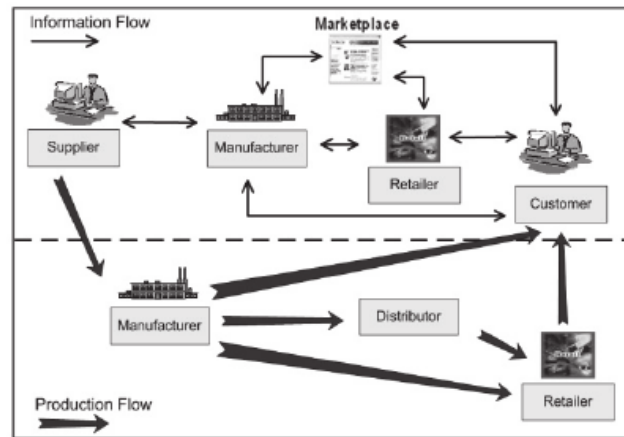 Information Flow
Marketplace
Supplier
Manufacturer
Retailer
Customer
Manufacturer
Distributor
Retailer
Production Flow